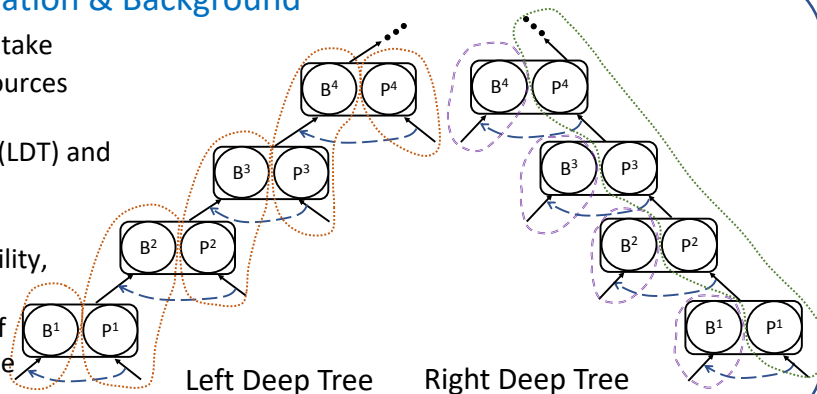 ation & Background
take
ources
(LDT) and
ility,
f
e
B⁴ P⁴
B³ P³
B² P²
B¹ P¹
Left Deep Tree
B⁴ P⁴
B³ P³
B² P²
B¹ P¹
Right Deep Tree